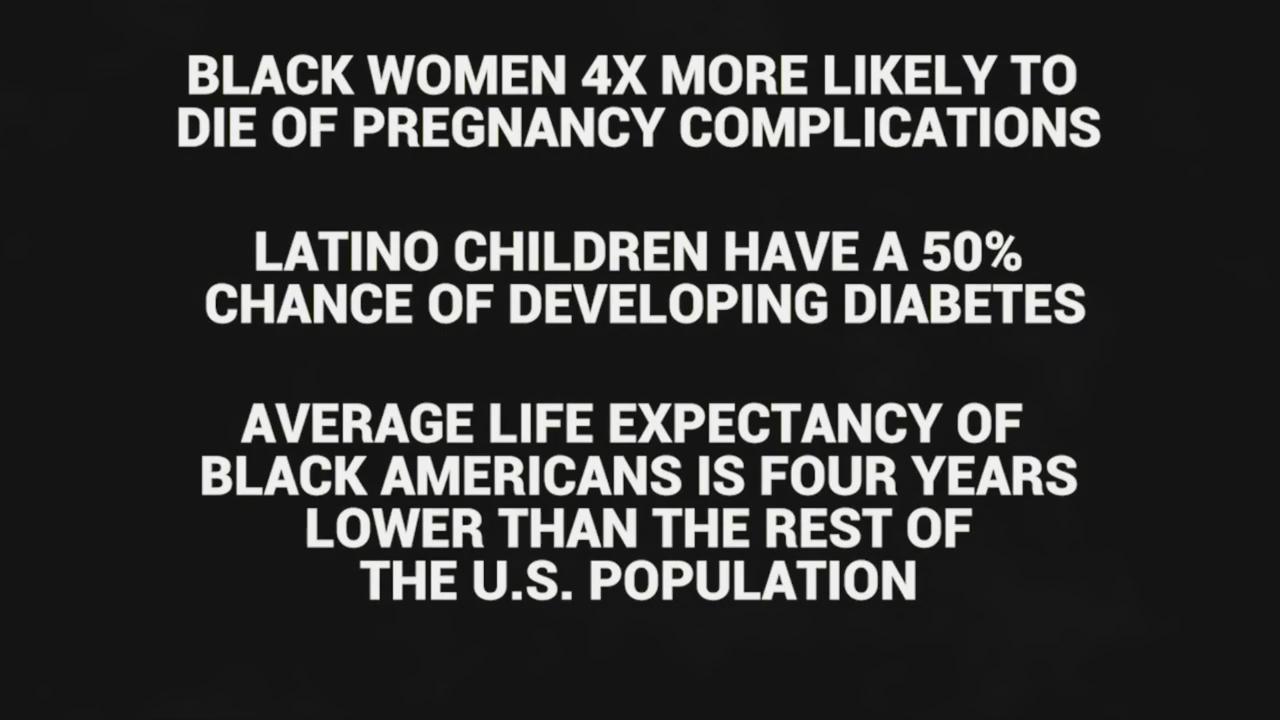 BLACK WOMEN 4X MORE LIKELY TO
DIE OF PREGNANCY COMPLICATIONS
LATINO CHILDREN HAVE A 50%
CHANCE OF DEVELOPING DIABETES
AVERAGE LIFE EXPECTANCY OF
BLACK AMERICANS IS FOUR YEARS
LOWER THAN THE REST OF
THE U.S. POPULATION